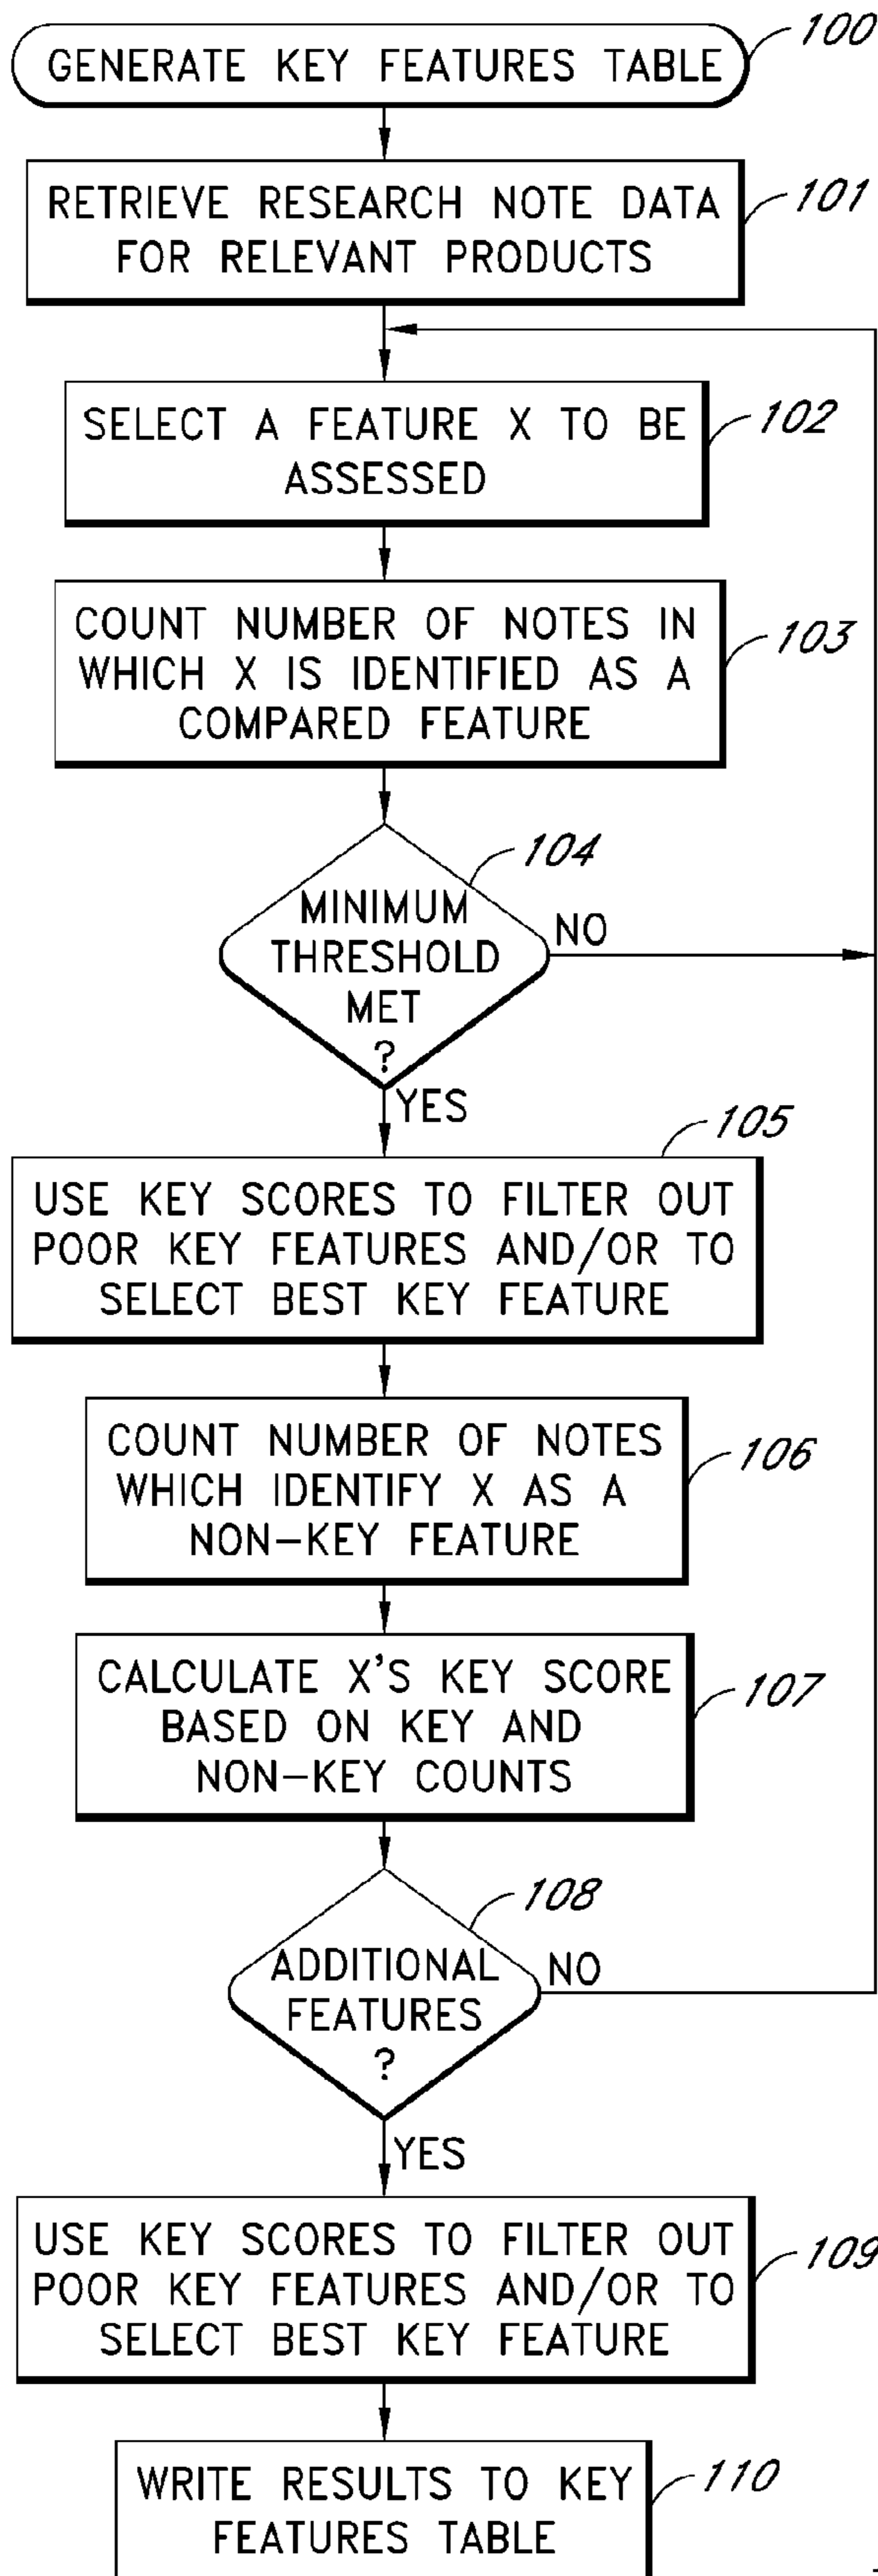 100
GENERATE KEY FEATURES TABLE
RETRIEVE RESEARCH NOTE DATA
FOR RELEVANT PRODUCTS
101
SELECT A FEATURE X TO BE
ASSESSED
102
COUNT NUMBER OF NOTES IN
WHICH X IS IDENTIFIED AS A
COMPARED FEATURE
103
104
MINIMUM
THRESHOLD
MET
?
NO
YES
105
USE KEY SCORES TO FILTER OUT
POOR KEY FEATURES AND/OR TO
SELECT BEST KEY FEATURE
COUNT NUMBER OF NOTES
WHICH IDENTIFY X AS A
NON-KEY FEATURE
106
CALCULATE X'S KEY SCORE
BASED ON KEY AND
NON-KEY COUNTS
107
108
ADDITIONAL
FEATURES
?
NO
YES
USE KEY SCORES TO FILTER OUT
POOR KEY FEATURES AND/OR TO
SELECT BEST KEY FEATURE
109
WRITE RESULTS TO KEY
FEATURES TABLE
110